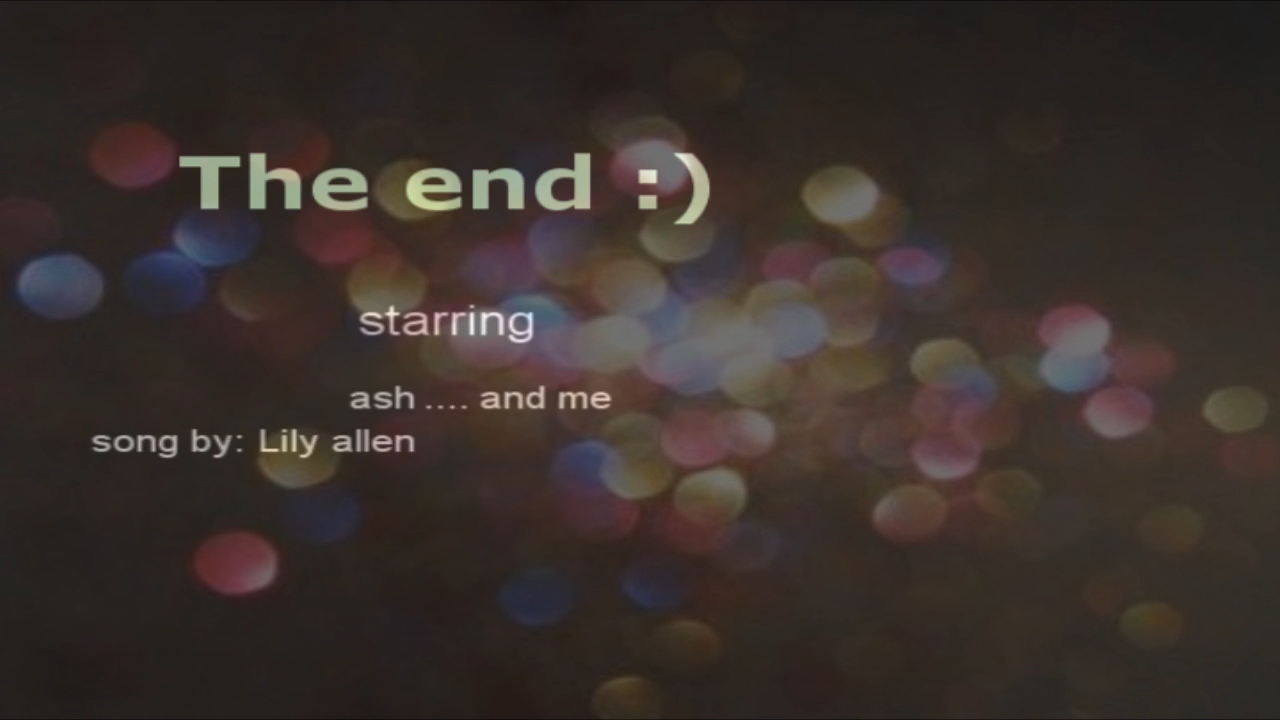 The end :)
starring
ash .... and me
song by: Lily allen